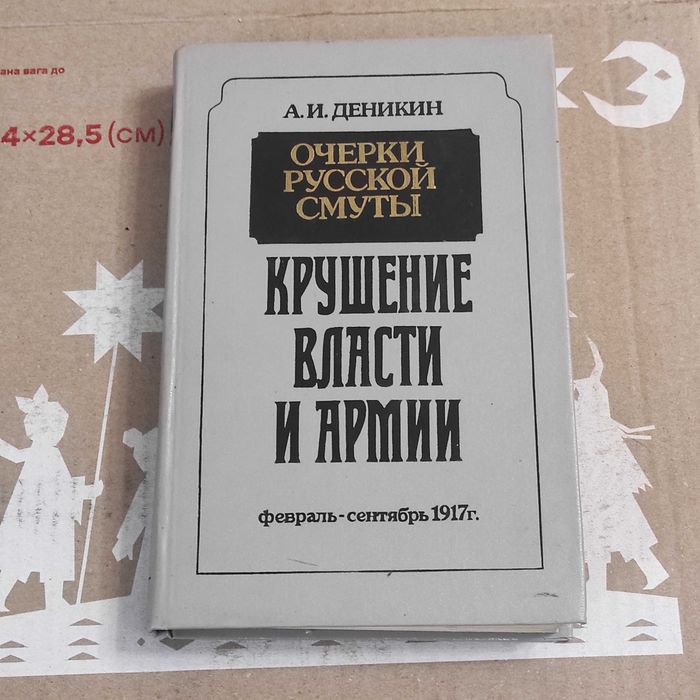 ана вага до
4×28,5 (см)
А.И. ДЕНИКИН
ОЧЕРКИ
РУССКОЙ
СМУТЫ
КРУШЕНИЕ
ВЛАСТИ
И АРМИИ
февраль-сентябрь 1917г.